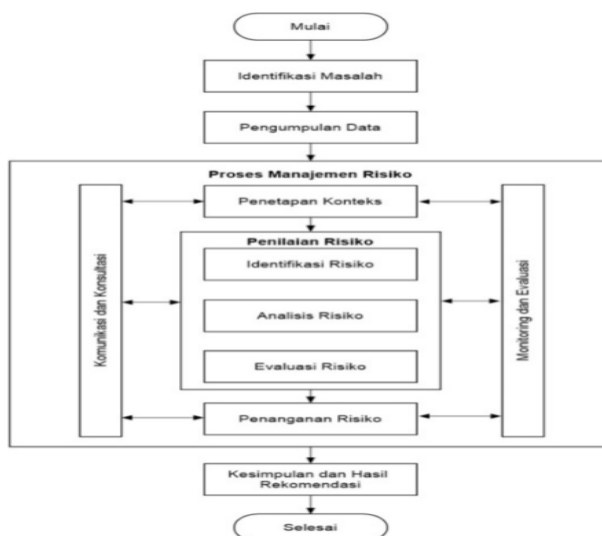 Mulai
Identifikasi Masalah
Pengumpulan Data
Proses Manajemen Risiko
Penetapan Konteks
Komunikasi dan Konsultasi
Penilaian Risiko
Identifikasi Risiko
Analisis Risiko
Evaluasi Risiko
Monitoring dan Evaluasi
Penanganan Risiko
Kesimpulan dan Hasil
Rekomendasi
Selesai